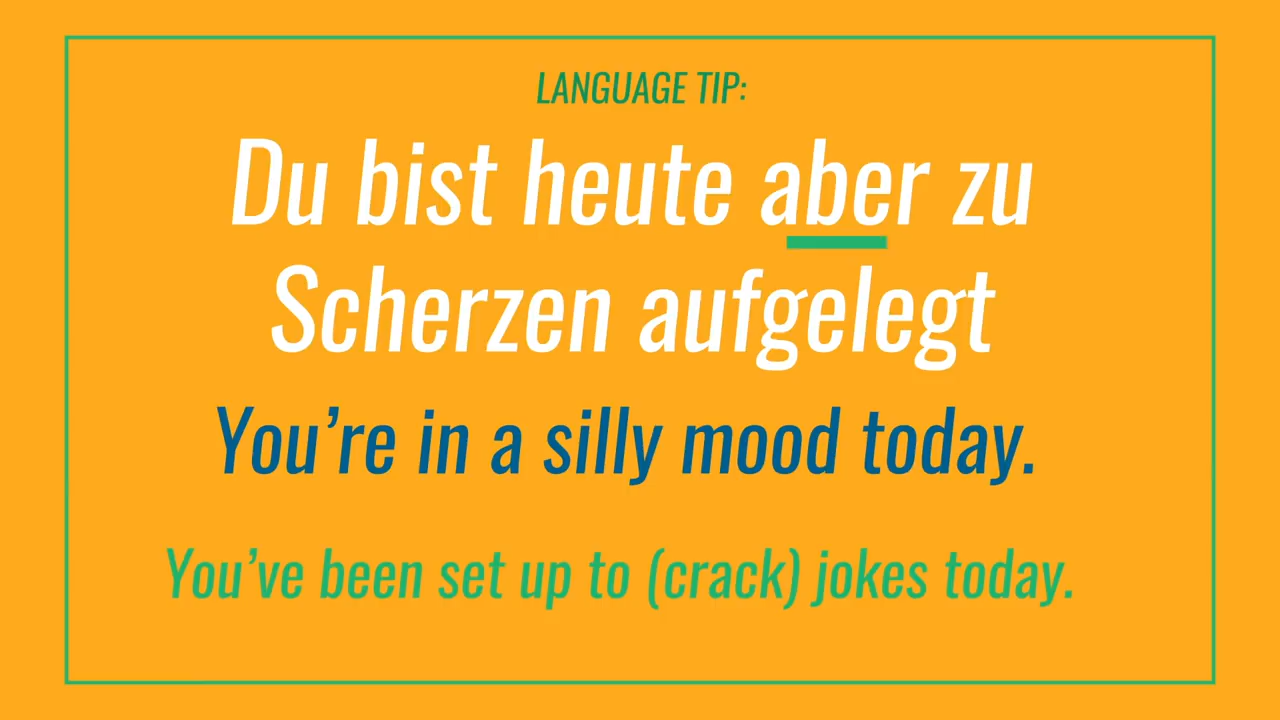 LANGUAGE TIP:
Du bist heute aber zu
Scherzen aufgelegt
You're in a silly mood today.
You've been set up to (crack) jokes today.